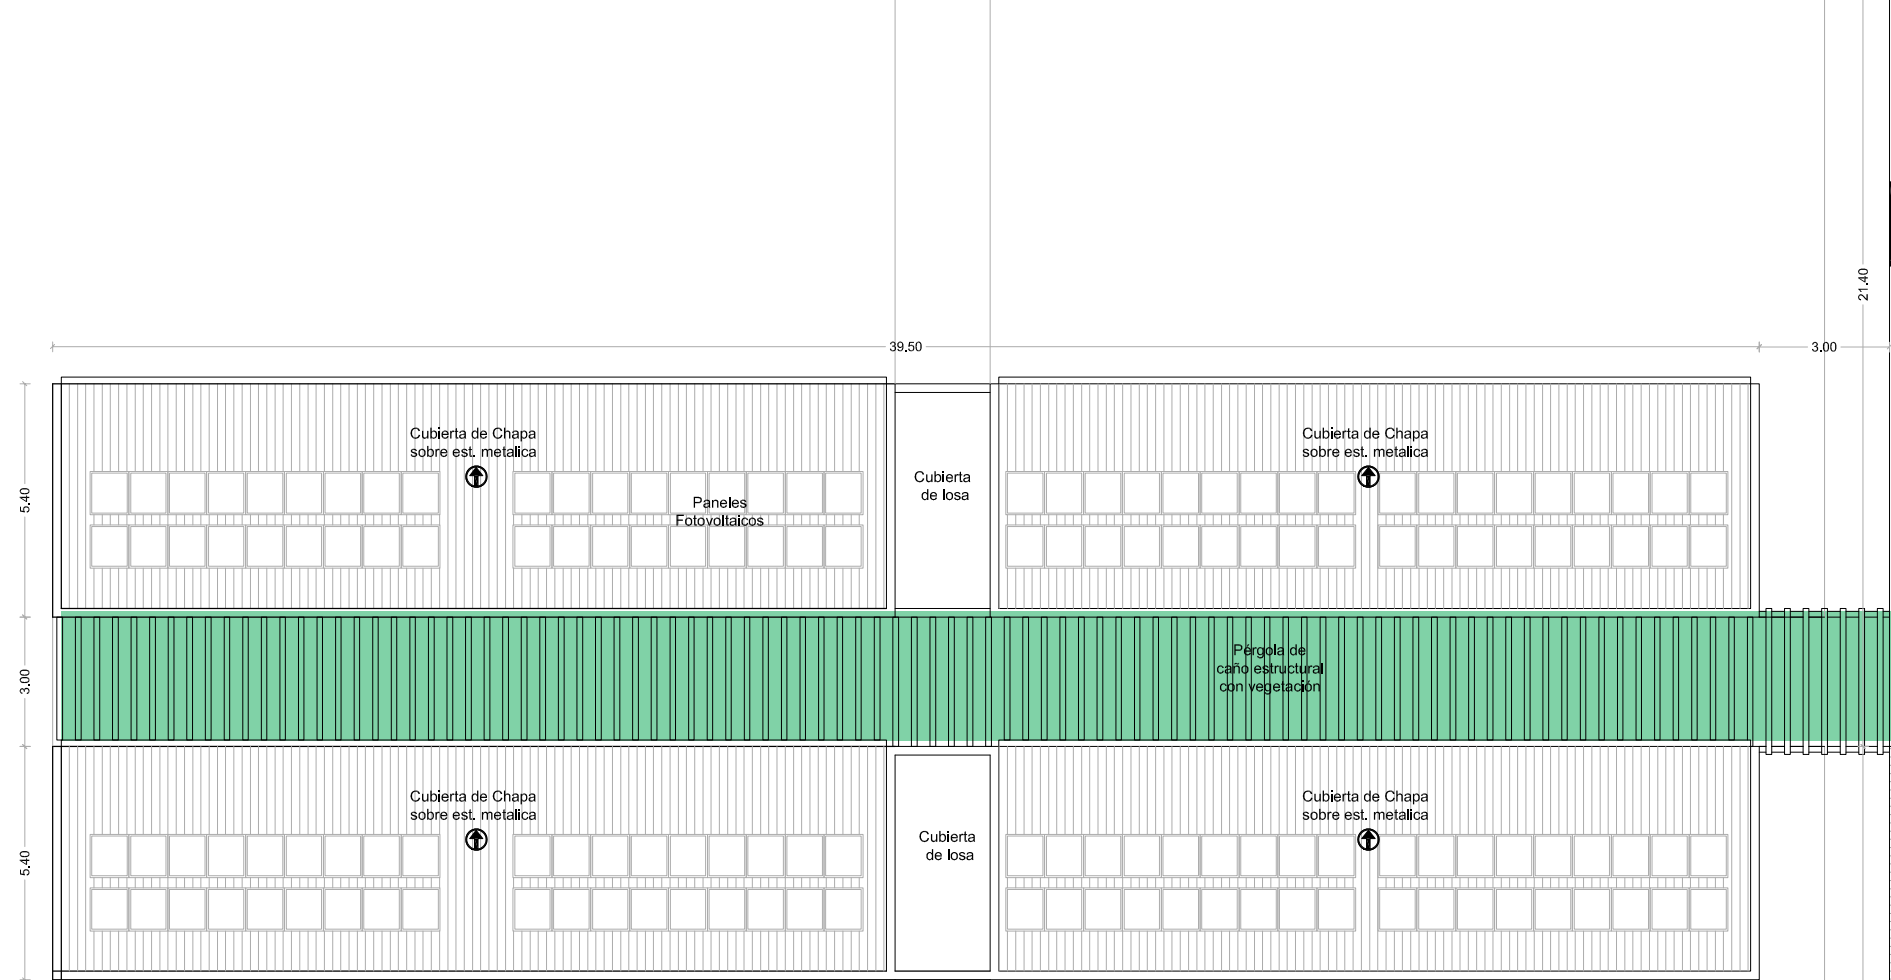 21.40
39.50
3.00
5.40
Cubierta de Chapa
sobre est. metalica
Paneles
Fotovoltaicos
Cubierta
de losa
Cubierta de Chapa
sobre est. metalica
3.00
Pérgola de
caño estructural
con vegetación
5.40
Cubierta de Chapa
sobre est. metalica
Cubierta
de losa
Cubierta de Chapa
sobre est. metalica